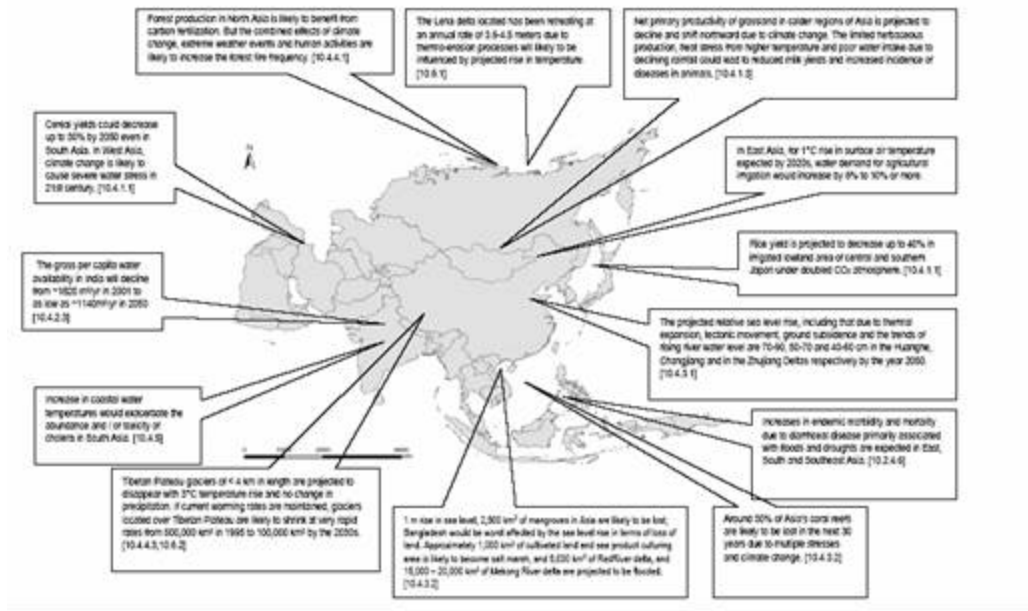 Forest production in North Asia is likely to benefit from
carbon fertilization. But the combined effects of climate
change, extreme weather events and human activities are
likely to increase the forest fire frequency. [10.4.4.1]
The Lena delta located has been retreating at
an annual rate of 3.6-4.5 meters due to
thermo-erosion processes will likely to be
influenced by projected rise in temperature.
[10.6.1]
Net primary productivity of grassland in colder regions of Asia is projected to
decline and shift northward due to climate change. The limited herbaceous
production, heat stress from higher temperature and poor water intake due to
declining rainfall could lead to reduced milk yields and increased incidence of
diseases in animals. [10.4.1.3]
Cereal yields could decrease
up to 30% by 2050 even in
South Asia. In West Asia,
climate change is likely to
cause severe water stress in
21st century. [10.4.1.1]
N
In East Asia, for 1°C rise in surface air temperature
expected by 2020s, water demand for agricultural
irrigation would increase by 6% to 10% or more.
Rice yield is projected to decrease up to 40% in
irrigated lowland area of central and southern
Japan under doubled CO₂ atmosphere. [10.4.1.1]
The gross per capita water
availability in India will decline
from ~1820 m³/yr in 2001 to
as low as ~1140m³/yr in 2050
[10.4.2.3]
The projected relative sea level rise, including that due to thermal
expansion, tectonic movement, ground subsidence and the trends of
rising river water level are 70-90, 50-70 and 40-60 cm in the Huanghe,
Changjiang and in the Zhujiang Deltas respectively by the year 2050.
[10.4.3.1]
Increase in coastal water
temperatures would exacerbate the
abundance and / or toxicity of
cholera in South Asia. [10.4.5]
Increases in endemic morbidity and mortality
due to diarrhoeal disease primarily associated
with floods and droughts are expected in East,
South and Southeast Asia. [10.2.4.6]
Tibetan Plateau glaciers of < 4 km in length are projected to
disappear with 3°C temperature rise and no change in
precipitation. If current warming rates are maintained, glaciers
located over Tibetan Plateau are likely to shrink at very rapid
rates from 500,000 km² in 1995 to 100,000 km² by the 2030s.
[10.4.4.3,10.6.2]
1 m rise in sea level, 2,500 km² of mangroves in Asia are likely to be lost;
Bangladesh would be worst affected by the sea level rise in terms of loss of
land. Approximately 1,000 km² of cultivated land and sea product culturing
area is likely to become salt marsh, and 5,000 km² of RedRiver delta, and
15,000 – 20,000 km² of Mekong River delta are projected to be flooded.
[10.4.3.2]
Around 30% of Asia's coral reefs
are likely to be lost in the next 30
years due to multiple stresses
and climate change. [10.4.3.2]